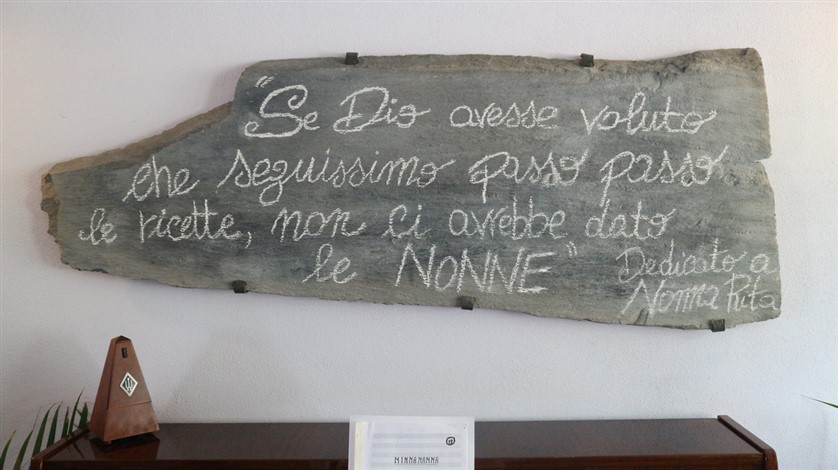 "Se Dio avesse voluto
che seguissimo passo passo
le ricette, non ci avrebbe dato
le NONNE"
Dedicato a
Nonna Rita
NINNANANNA